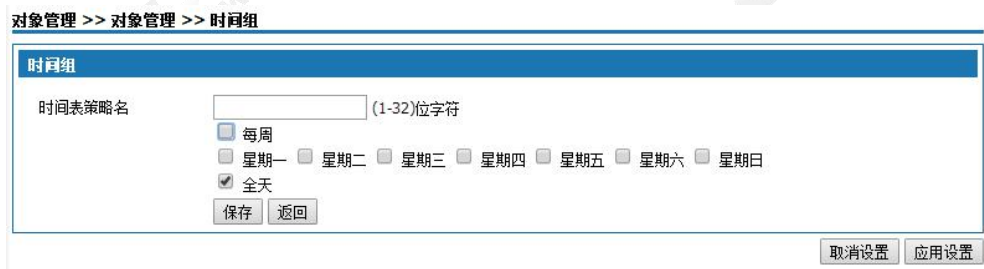 对象管理 >> 对象管理 >> 时间组
时间组
时间表策略名 (1-32)位字符
每周
星期一 星期二 星期三 星期四 星期五 星期六 星期日
全天
保存 返回
取消设置 应用设置